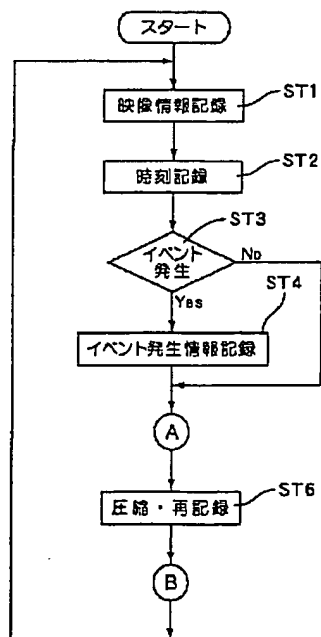 スタート
ST1
映像情報記録
ST2
時刻記録
ST3
イベント
発生
No
YES
ST4
イベント発生情報記録
A
ST6
圧縮・再記録
B